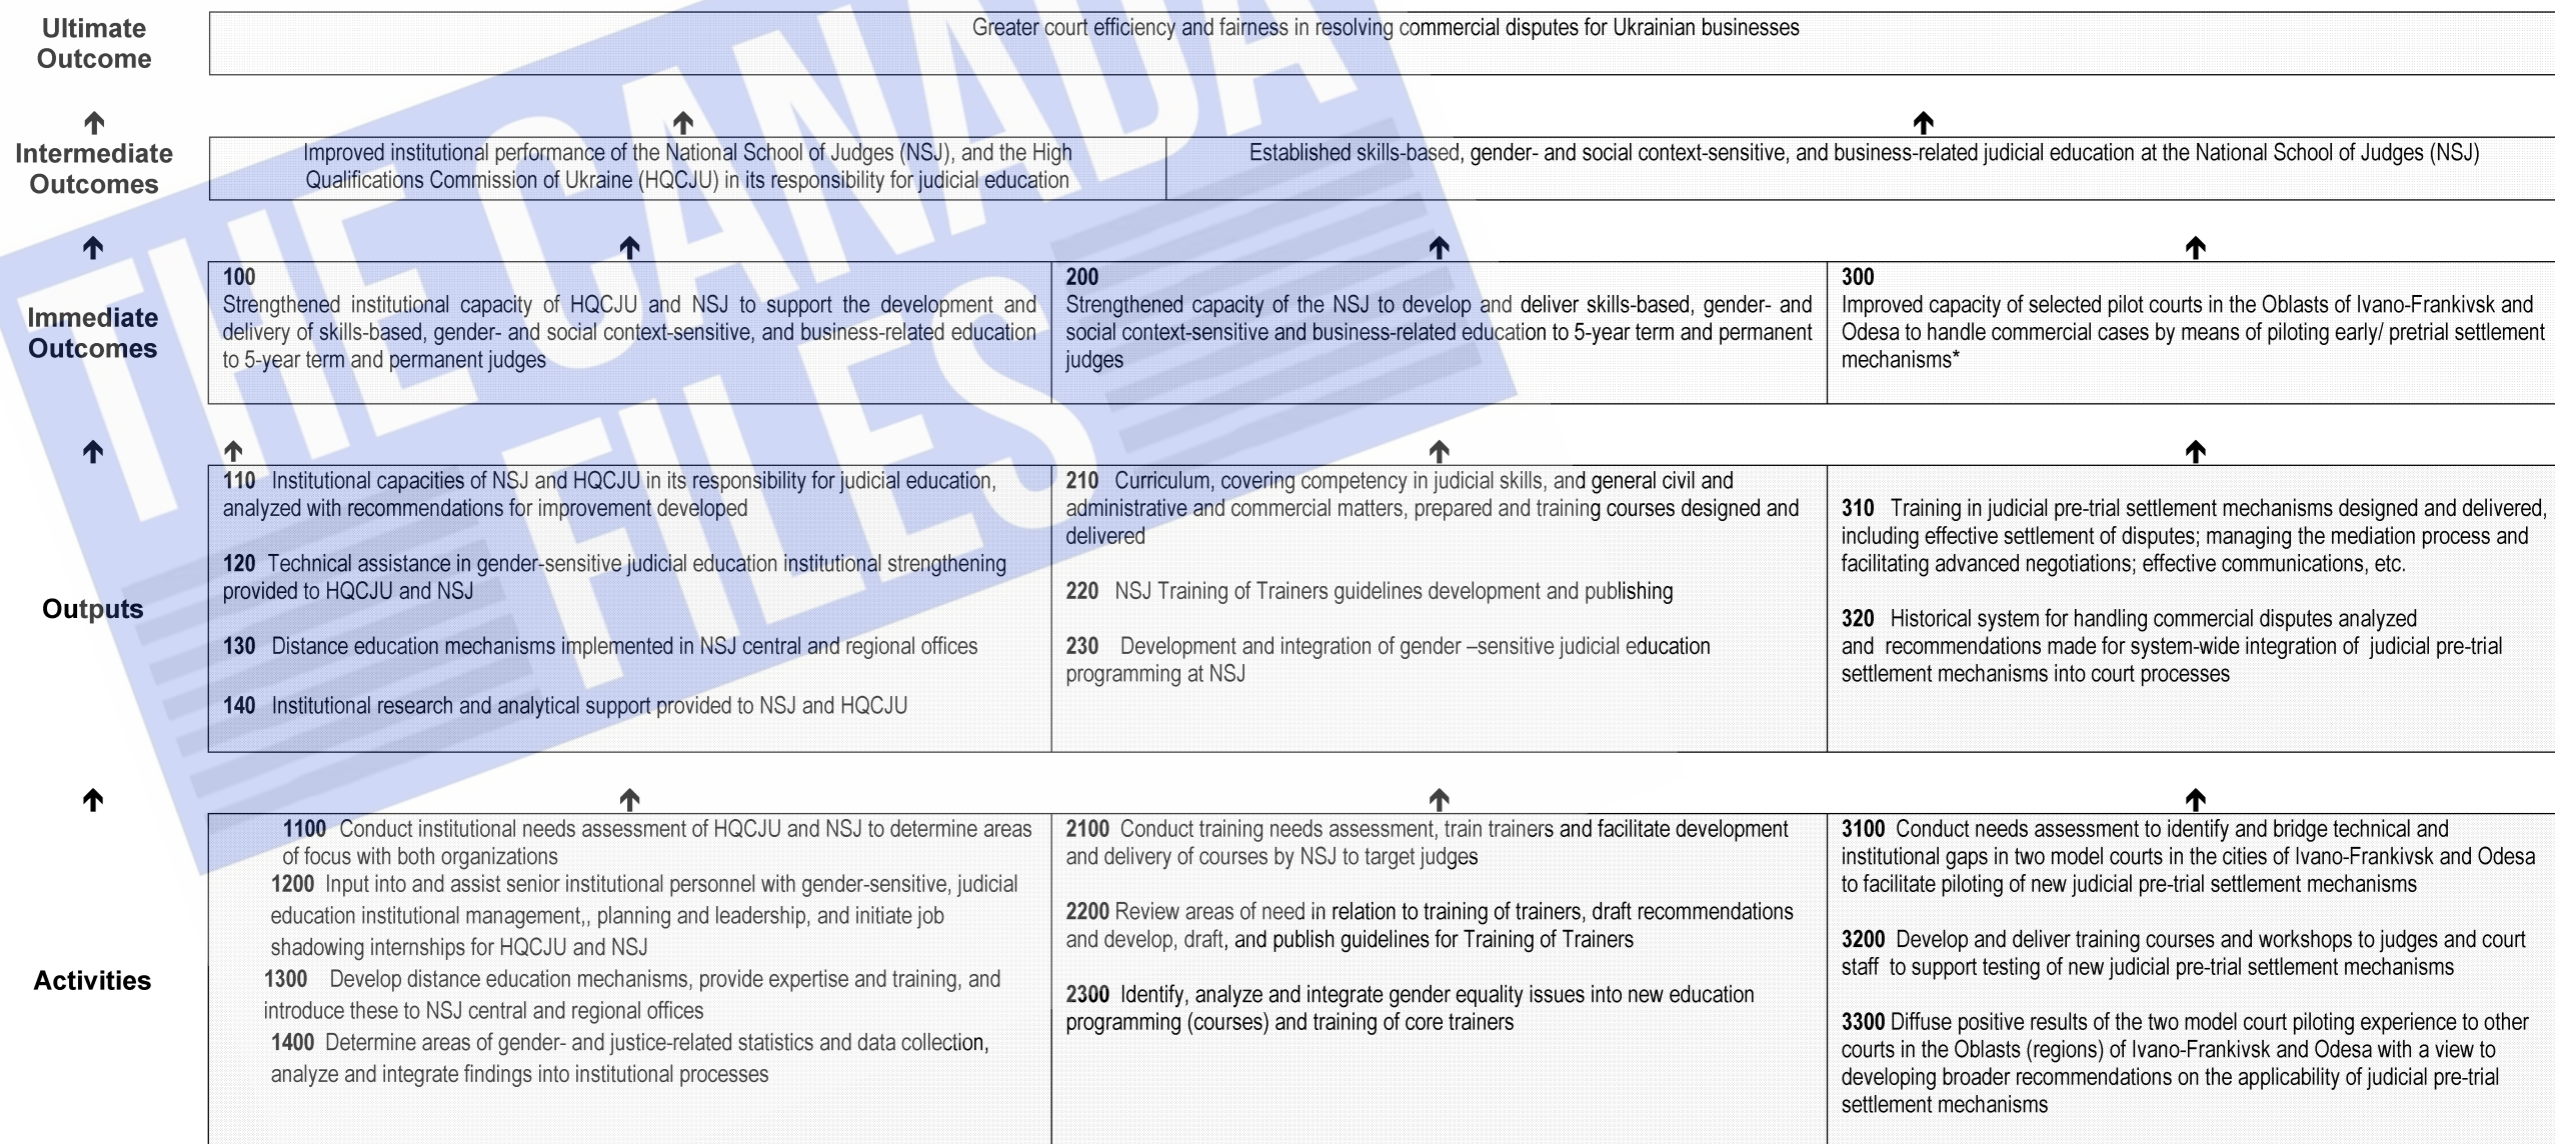 Ultimate
Outcome
Greater court efficiency and fairness in resolving commercial disputes for Ukrainian businesses
Intermediate
Outcomes
Improved institutional performance of the National School of Judges (NSJ), and the High
Qualifications Commission of Ukraine (HQCJU) in its responsibility for judicial education
Established skills-based, gender- and social context-sensitive, and business-related judicial education at the National School of Judges (NSJ)
Immediate
Outcomes
100
Strengthened institutional capacity of HQCJU and NSJ to support the development and
delivery of skills-based, gender- and social context-sensitive, and business-related education
to 5-year term and permanent judges
200
Strengthened capacity of the NSJ to develop and deliver skills-based, gender- and
social context-sensitive and business-related education to 5-year term and permanent
judges
300
Improved capacity of selected pilot courts in the Oblasts of Ivano-Frankivsk and
Odesa to handle commercial cases by means of piloting early/ pretrial settlement
mechanisms*
Outputs
110 Institutional capacities of NSJ and HQCJU in its responsibility for judicial education,
analyzed with recommendations for improvement developed
120 Technical assistance in gender-sensitive judicial education institutional strengthening
provided to HQCJU and NSJ
130 Distance education mechanisms implemented in NSJ central and regional offices
140 Institutional research and analytical support provided to NSJ and HQCJU
210 Curriculum, covering competency in judicial skills, and general civil and
administrative and commercial matters, prepared and training courses designed and
delivered
220 NSJ Training of Trainers guidelines development and publishing
230 Development and integration of gender –sensitive judicial education
programming at NSJ
310 Training in judicial pre-trial settlement mechanisms designed and delivered,
including effective settlement of disputes; managing the mediation process and
facilitating advanced negotiations; effective communications, etc.
320 Historical system for handling commercial disputes analyzed
and recommendations made for system-wide integration of judicial pre-trial
settlement mechanisms into court processes
Activities
1100 Conduct institutional needs assessment of HQCJU and NSJ to determine areas
of focus with both organizations
1200 Input into and assist senior institutional personnel with gender-sensitive, judicial
education institutional management,, planning and leadership, and initiate job
shadowing internships for HQCJU and NSJ
1300 Develop distance education mechanisms, provide expertise and training, and
introduce these to NSJ central and regional offices
1400 Determine areas of gender- and justice-related statistics and data collection,
analyze and integrate findings into institutional processes
2100 Conduct training needs assessment, train trainers and facilitate development
and delivery of courses by NSJ to target judges
2200 Review areas of need in relation to training of trainers, draft recommendations
and develop, draft, and publish guidelines for Training of Trainers
2300 Identify, analyze and integrate gender equality issues into new education
programming (courses) and training of core trainers
3100 Conduct needs assessment to identify and bridge technical and
institutional gaps in two model courts in the cities of Ivano-Frankivsk and Odesa
to facilitate piloting of new judicial pre-trial settlement mechanisms
3200 Develop and deliver training courses and workshops to judges and court
staff to support testing of new judicial pre-trial settlement mechanisms
3300 Diffuse positive results of the two model court piloting experience to other
courts in the Oblasts (regions) of Ivano-Frankivsk and Odesa with a view to
developing broader recommendations on the applicability of judicial pre-trial
settlement mechanisms
THE CANADA
FILES